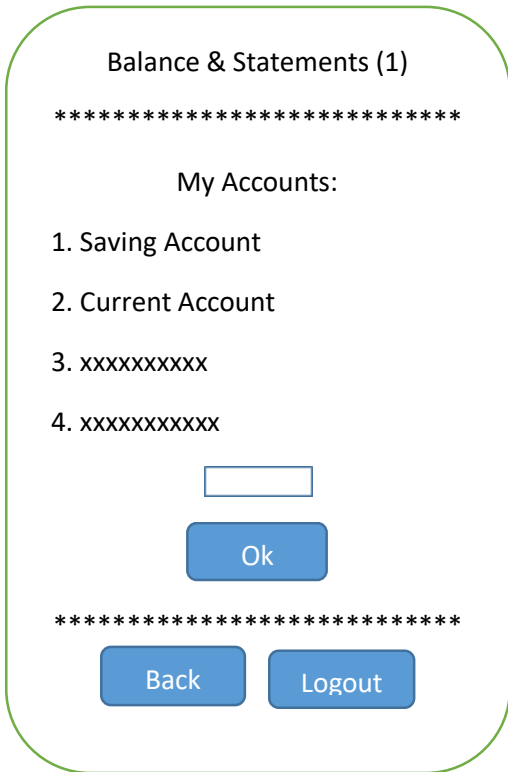 Balance & Statements (1)
****************************
My Accounts:
1. Saving Account
2. Current Account
3. xxxxxxxxxx
4. xxxxxxxxxxx
Ok
****************************
Back Logout